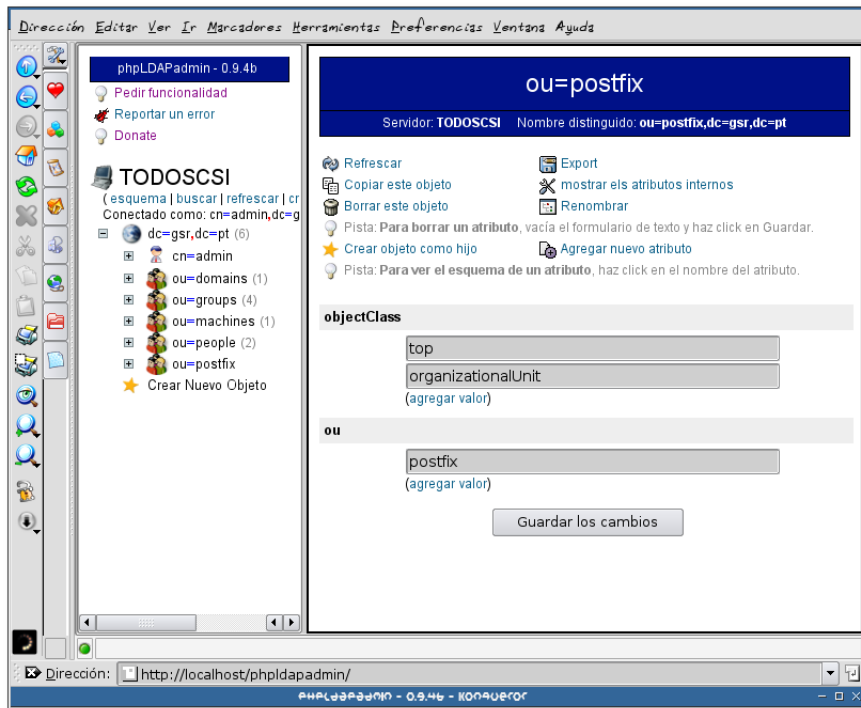 Dirección Editar Ver Ir Marcadores Herramientas Preferencias Ventana Ayuda
phpLDAPadmin - 0.9.4b
Pedir funcionalidad
Reportar un error
Donate
TODOSCSI
( esquema | buscar | refrescar | cr
Conectado como: cn=admin,dc=g
dc=gsr,dc=pt (6)
cn=admin
ou=domains (1)
ou=groups (4)
ou=machines (1)
ou=people (2)
ou=postfix
Crear Nuevo Objeto
ou=postfix
Servidor: TODOSCSI Nombre distinguido: ou=postfix,dc=gsr,dc=pt
Refrescar Export
Copiar este objeto mostrar els atributos internos
Borrar este objeto Renombrar
Pista: Para borrar un atributo, vacía el formulario de texto y haz click en Guardar.
Crear objeto como hijo Agregar nuevo atributo
Pista: Para ver el esquema de un atributo, haz click en el nombre del atributo.
objectClass
top
organizationalUnit
(agregar valor)
ou
postfix
(agregar valor)
Guardar los cambios
Dirección: http://localhost/phpldapadmin/
phpLDAPadmin - 0.9.4b - Konqueror